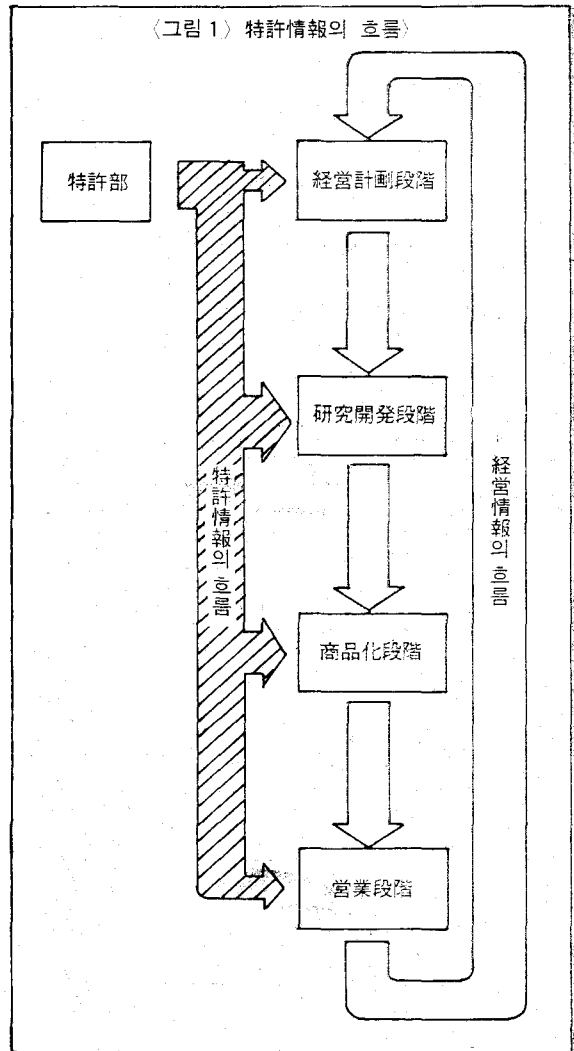 〈그림 1〉 特許情報의 흐름〉
特許部
経営計劃段階
研究開発段階
特許情報의 흐름
経営情報의 흐름
商品化段階
営業段階